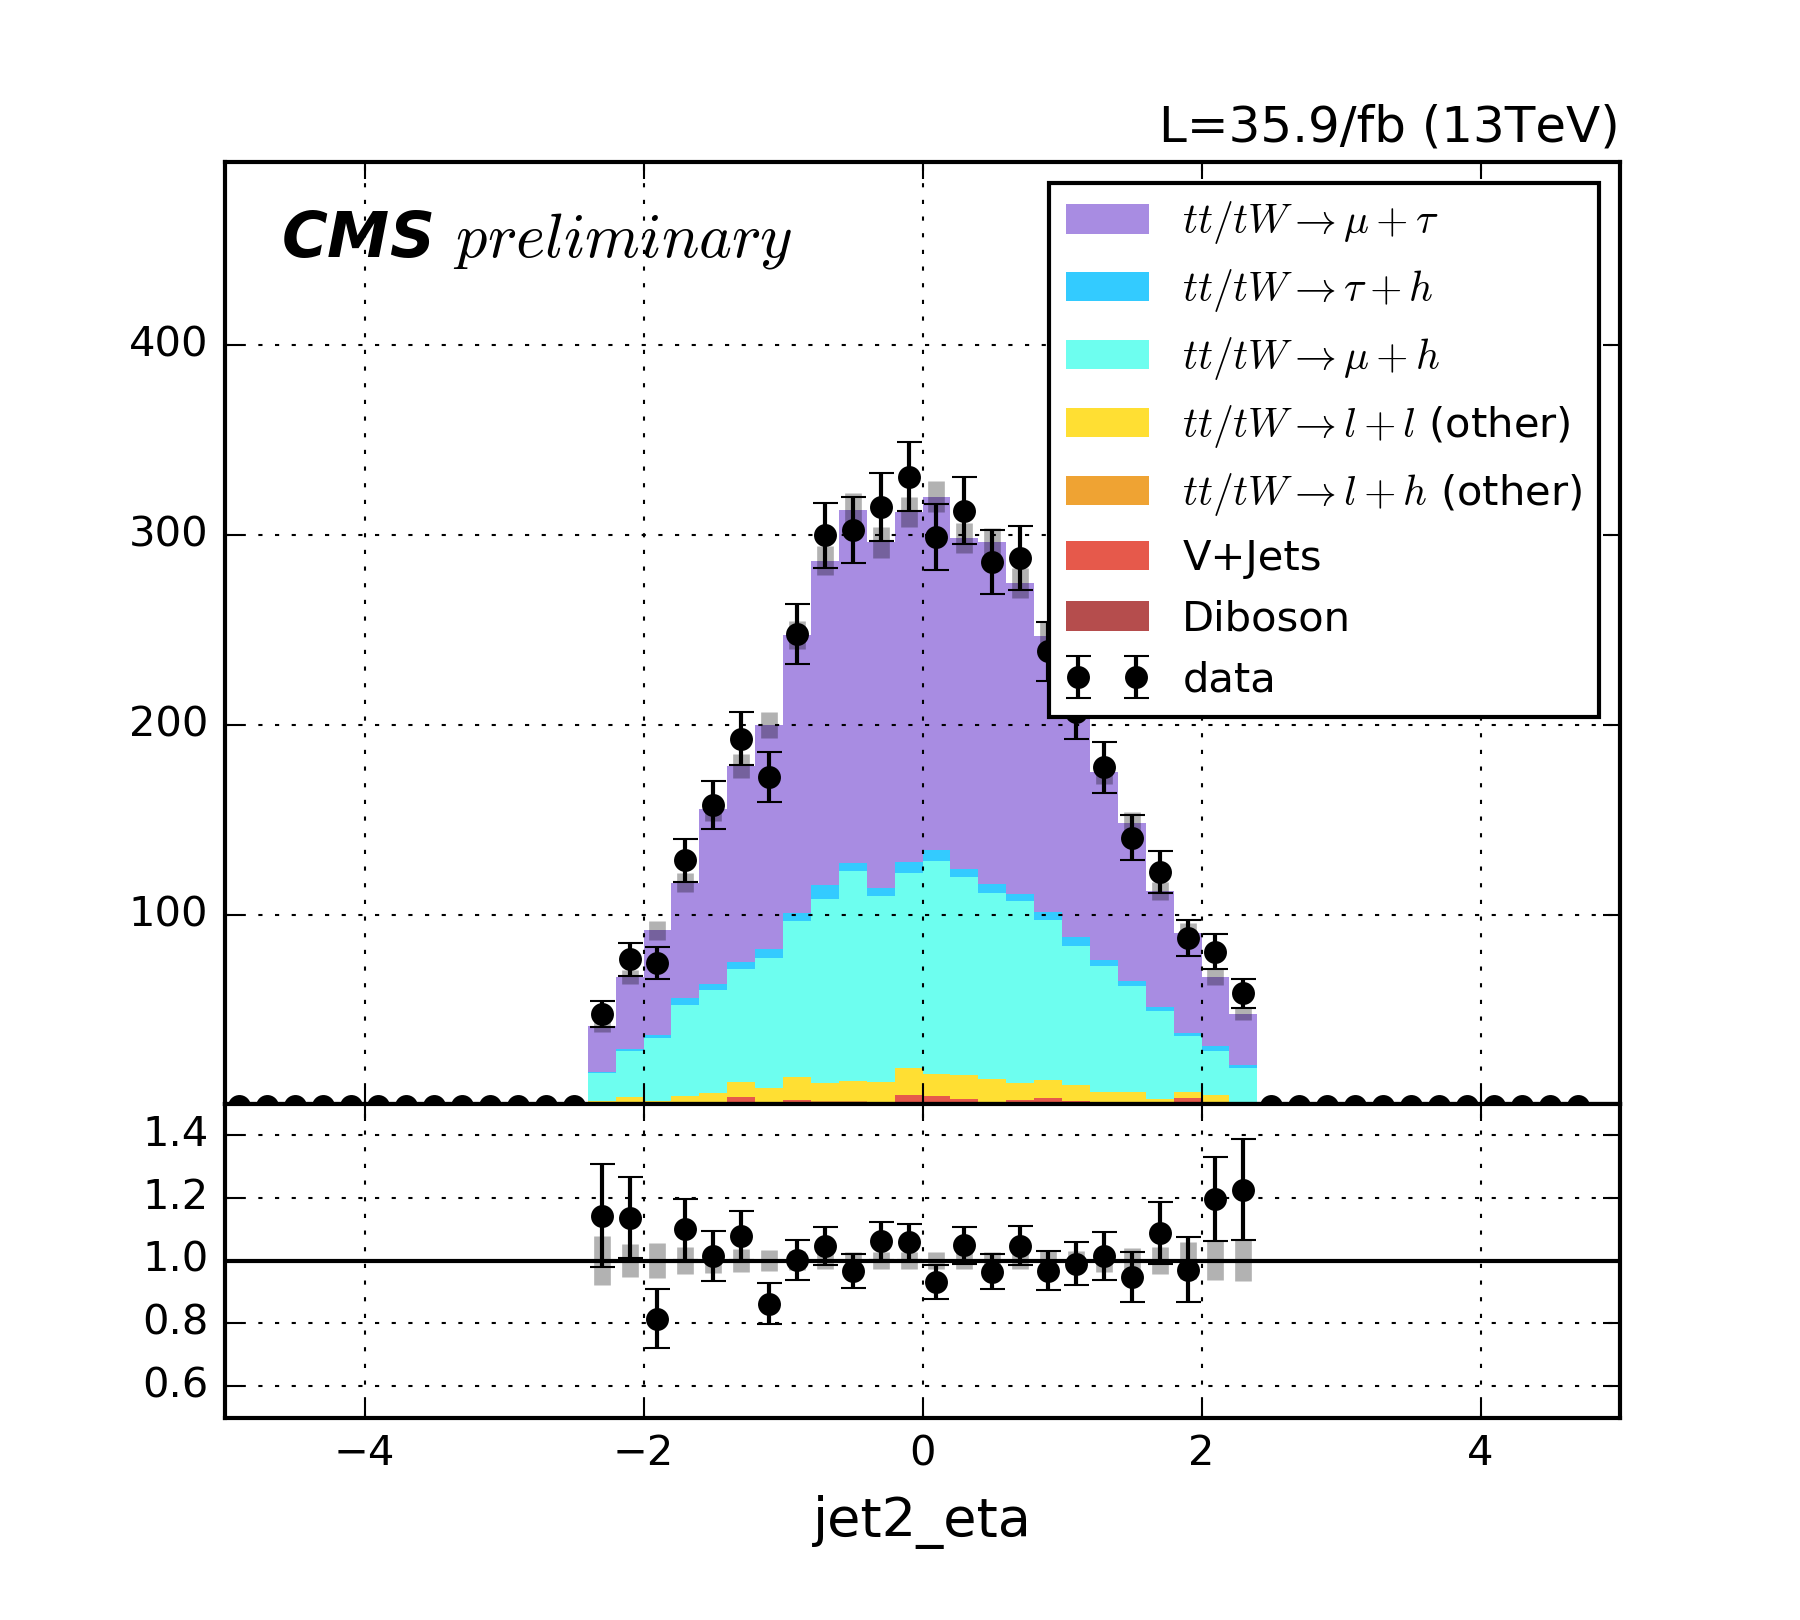 L=35.9/fb (13TeV)
CMS preliminary
tt/tW → μ + τ
tt/tW → τ + h
tt/tW → μ + h
tt/tW → l + l (other)
tt/tW → l + h (other)
V+Jets
Diboson
data
400
300
200
100
1.4
1.2
1.0
0.8
0.6
−4 −2 0 2 4
jet2_eta